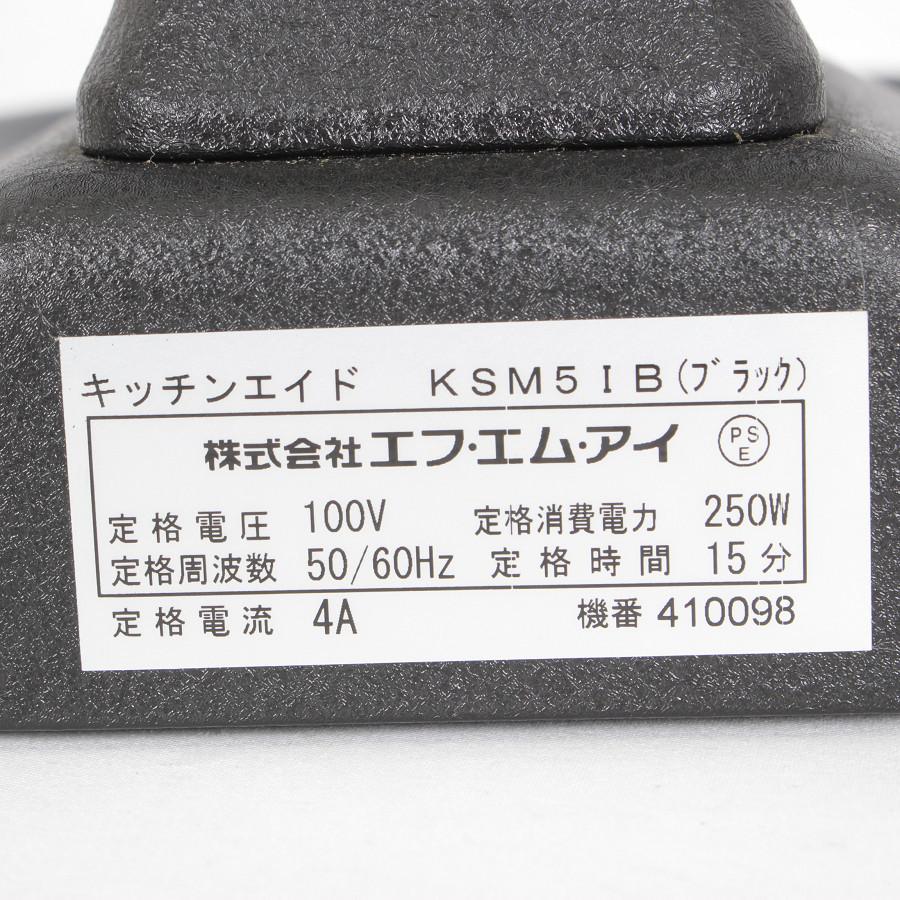 キッチンエイド KSM5IB(ブラック)
株式会社エフ・エム・アイ PSE
定格電圧 100V 定格消費電力 250W
定格周波数 50/60Hz 定格時間 15分
定格電流 4A 機番 410098